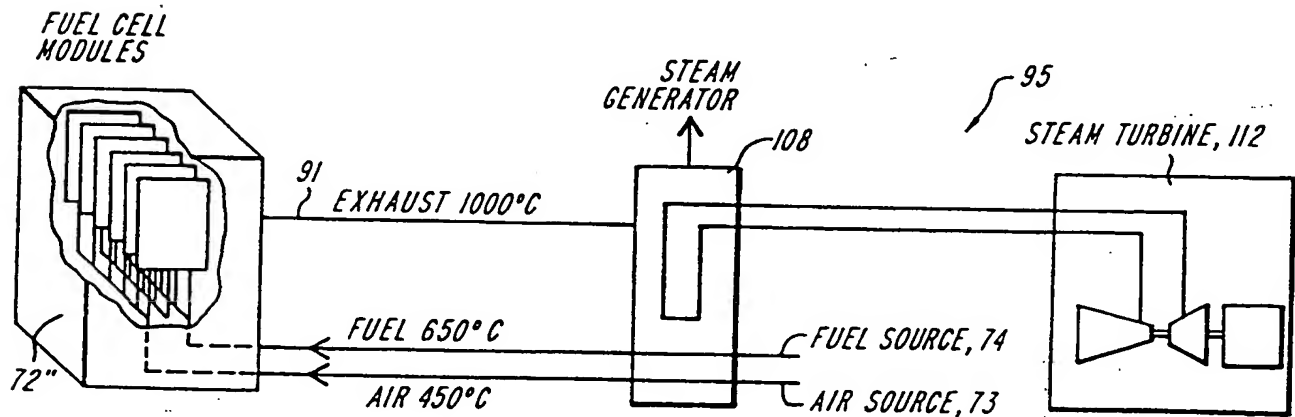 FUEL CELL
MODULES
STEAM
GENERATOR
95
STEAM TURBINE, 112
108
91
EXHAUST 1000°C
FUEL 650°C
FUEL SOURCE, 74
72"
AIR 450°C
AIR SOURCE, 73